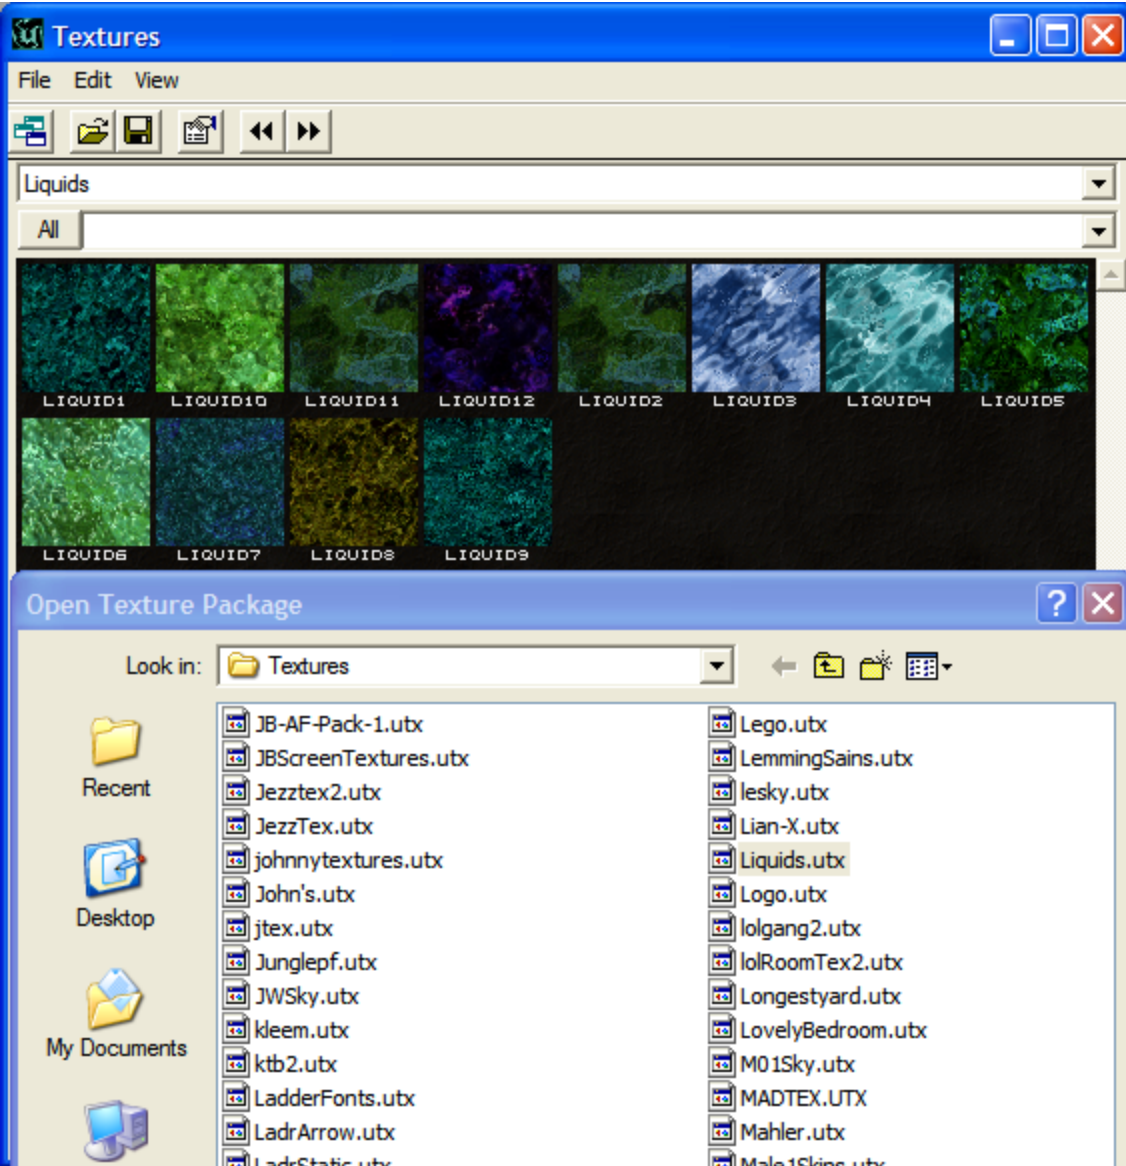 Textures
File Edit View
Liquids
All
LIQUID1 LIQUID10 LIQUID11 LIQUID12 LIQUID2 LIQUID3 LIQUID4 LIQUID5
LIQUID6 LIQUID7 LIQUID8 LIQUID9
Open Texture Package
Look in: Textures
Recent
Desktop
My Documents
JB-AF-Pack-1.utx
JBScreenTextures.utx
Jezztex2.utx
JezzTex.utx
johnnytextures.utx
John's.utx
jtex.utx
Junglepf.utx
JWSky.utx
kleem.utx
ktb2.utx
LadderFonts.utx
LadrArrow.utx
LadrStatic.utx
Lego.utx
LemmingSains.utx
lesky.utx
Lian-X.utx
Liquids.utx
Logo.utx
lolgang2.utx
lolRoomTex2.utx
Longestyard.utx
LovelyBedroom.utx
M01Sky.utx
MADTEX.UTX
Mahler.utx
Male1Skins.utx